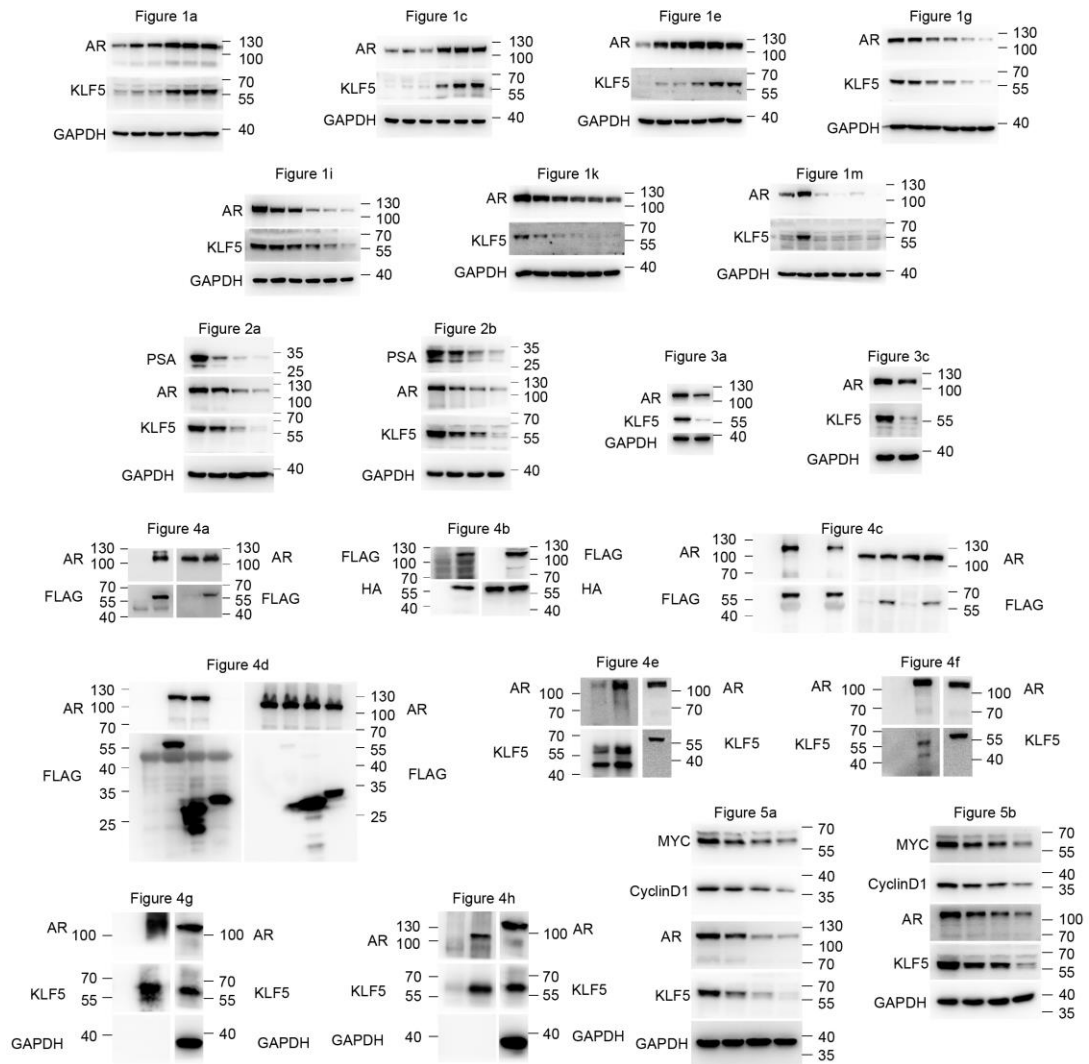 Figure 1a
AR
130
100
KLF5
70
55
GAPDH
40
Figure 1c
AR
130
100
KLF5
70
55
GAPDH
40
Figure 1e
AR
130
100
KLF5
70
55
GAPDH
40
Figure 1g
AR
130
100
KLF5
70
55
GAPDH
40
Figure 1i
AR
130
100
KLF5
70
55
GAPDH
40
Figure 1k
AR
130
100
KLF5
70
55
GAPDH
40
Figure 1m
AR
130
100
KLF5
70
55
GAPDH
40
Figure 2a
PSA
35
25
AR
130
100
KLF5
70
55
GAPDH
40
Figure 2b
PSA
35
25
AR
130
100
KLF5
70
55
GAPDH
40
Figure 3a
AR
130
100
KLF5
55
GAPDH
40
Figure 3c
AR
130
100
KLF5
55
GAPDH
40
Figure 4a
AR
130
100
70
130
100
AR
FLAG
55
40
70
55
40
FLAG
Figure 4b
FLAG
130
100
70
130
100
70
FLAG
HA
55
40
55
40
HA
Figure 4c
AR
130
100
70
130
100
AR
FLAG
55
40
70
55
FLAG
Figure 4d
AR
130
100
70
130
100
70
AR
FLAG
55
40
35
25
55
40
35
25
FLAG
Figure 4e
AR
100
70
100
70
AR
KLF5
55
40
55
40
KLF5
Figure 4f
AR
100
70
100
70
AR
KLF5
55
40
55
40
KLF5
Figure 4g
AR
100
100
AR
KLF5
70
55
70
55
KLF5
GAPDH
40
40
GAPDH
Figure 4h
AR
130
100
130
100
AR
KLF5
70
55
70
55
KLF5
GAPDH
40
40
GAPDH
Figure 5a
MYC
70
55
CyclinD1
40
35
AR
130
100
70
KLF5
70
55
GAPDH
40
35
Figure 5b
MYC
70
55
CyclinD1
40
35
AR
100
70
KLF5
70
55
GAPDH
40
35